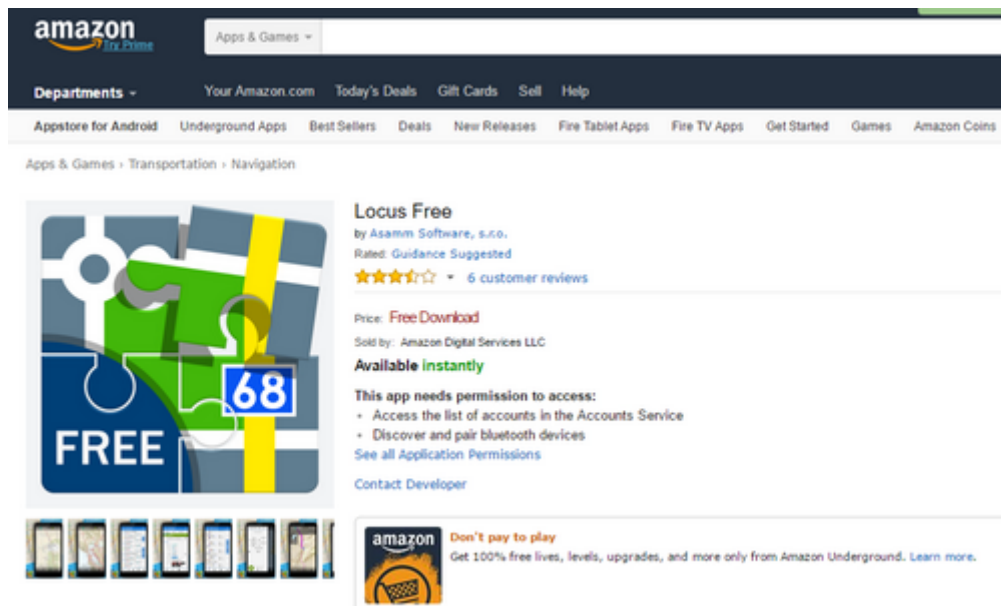 amazon
Try Prime
Apps & Games
Departments
Your Amazon.com Today's Deals Gift Cards Sell Help
Appstore for Android Underground Apps Best Sellers Deals New Releases Fire Tablet Apps Fire TV Apps Get Started Games Amazon Coins
Apps & Games › Transportation › Navigation
68
FREE
Locus Free
by Asamm Software, s.r.o.
Rated: Guidance Suggested
6 customer reviews
Price: Free Download
Sold by: Amazon Digital Services LLC
Available instantly
This app needs permission to access:
• Access the list of accounts in the Accounts Service
• Discover and pair bluetooth devices
See all Application Permissions
Contact Developer
amazon
Don't pay to play
Get 100% free lives, levels, upgrades, and more only from Amazon Underground. Learn more.